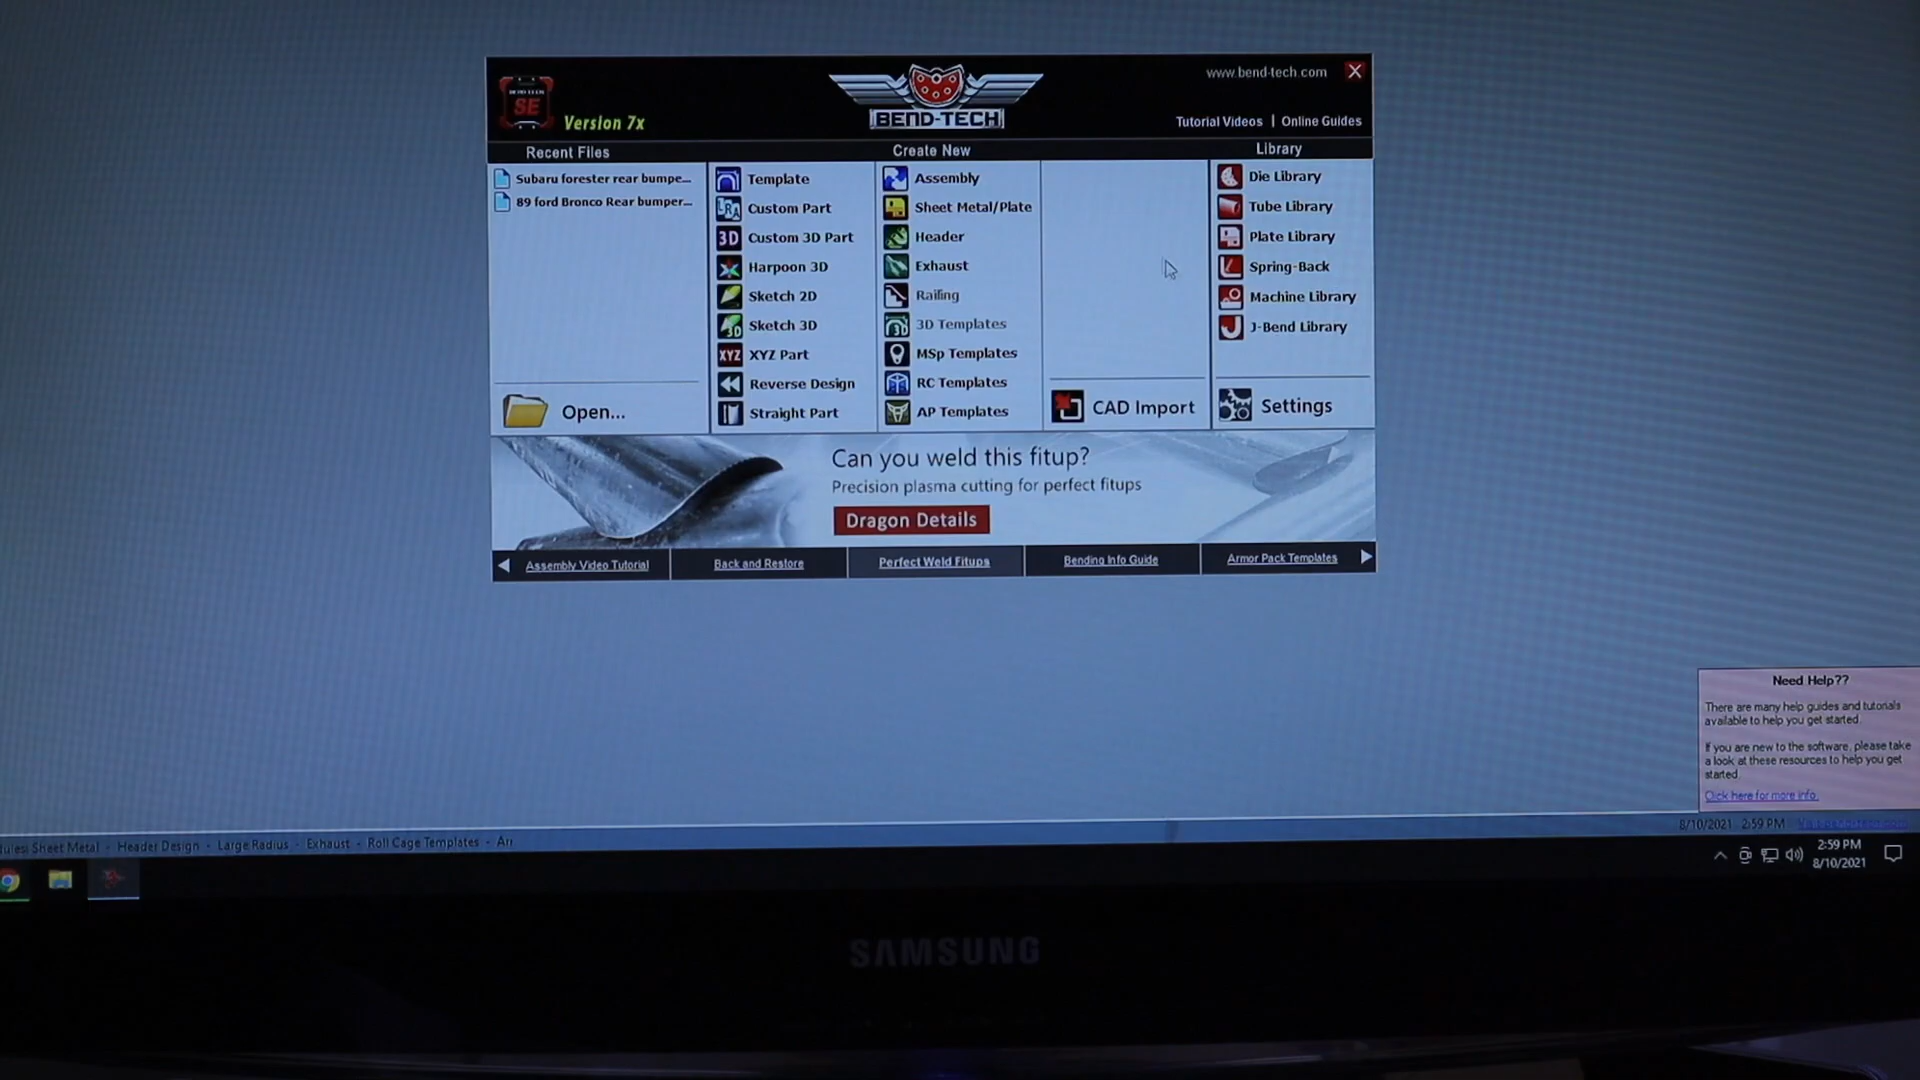 BEND-TECH
SE
Version 7x
BEND-TECH
www.bend-tech.com
Tutorial Videos | Online Guides
Recent Files
Create New
Library
Subaru forester rear bumpe...
89 ford Bronco Rear bumper...
Open...
Template
LRA Custom Part
3D Custom 3D Part
Harpoon 3D
Sketch 2D
3D Sketch 3D
XYZ XYZ Part
Reverse Design
Straight Part
Assembly
Sheet Metal/Plate
Header
Exhaust
Railing
3D 3D Templates
MSp Templates
RC Templates
AP Templates
CAD Import
Die Library
Tube Library
Plate Library
Spring-Back
Machine Library
J-Bend Library
Settings
Can you weld this fitup?
Precision plasma cutting for perfect fitups
Dragon Details
Assembly Video Tutorial
Back and Restore
Perfect Weld Fitups
Bending Info Guide
Armor Pack Templates
Need Help??
There are many help guides and tutorials
available to help you get started.
If you are new to the software, please take
a look at these resources to help you get
started
Click here for more info.
8/10/2021 2:59 PM
Sheet Metal - Header Design - Large Radius - Exhaust - Roll Cage Templates - Arr
2:59 PM
8/10/2021
SAMSUNG